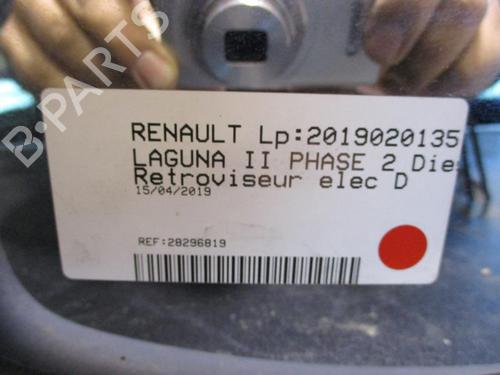 RENAULT Lp:2019020135
LAGUNA II PHASE 2 Die
Retroviseur elec D
15/04/2019
REF:28296819
B-PARTS